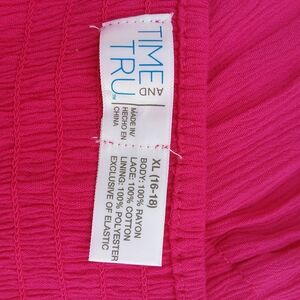 TIME
AND
TRU™
MADE IN
HECHO EN
CHINA
XL (16-18)
BODY: 100% RAYON
LACE: 100% COTTON
LINING: 100% POLYESTER
EXCLUSIVE OF ELASTIC